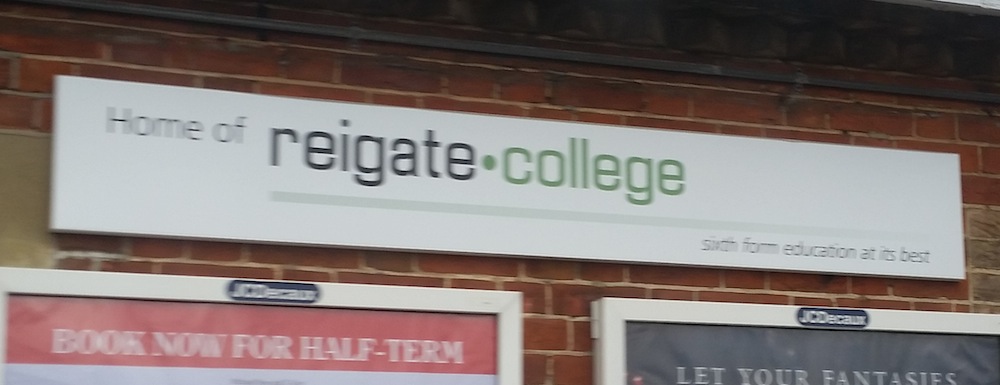 Home of reigate•college
sixth form education at its best
JCDecaux
BOOK NOW FOR HALF-TERM
JCDecaux
LET YOUR FANTASIES